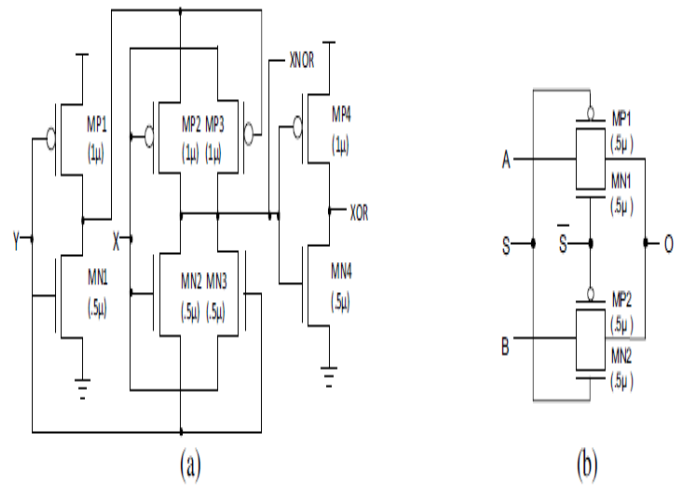 XNOR
MP1
(1µ)
MP2 MP3
(1µ) (1µ)
MP4
(1µ)
Y
X
XOR
MN1
(.5µ)
MN2 MN3
(.5µ) (.5µ)
MN4
(.5µ)
(a)
MP1
(.5µ)
A
MN1
(.5µ)
S
S̅
O
MP2
(.5µ)
B
MN2
(.5µ)
(b)